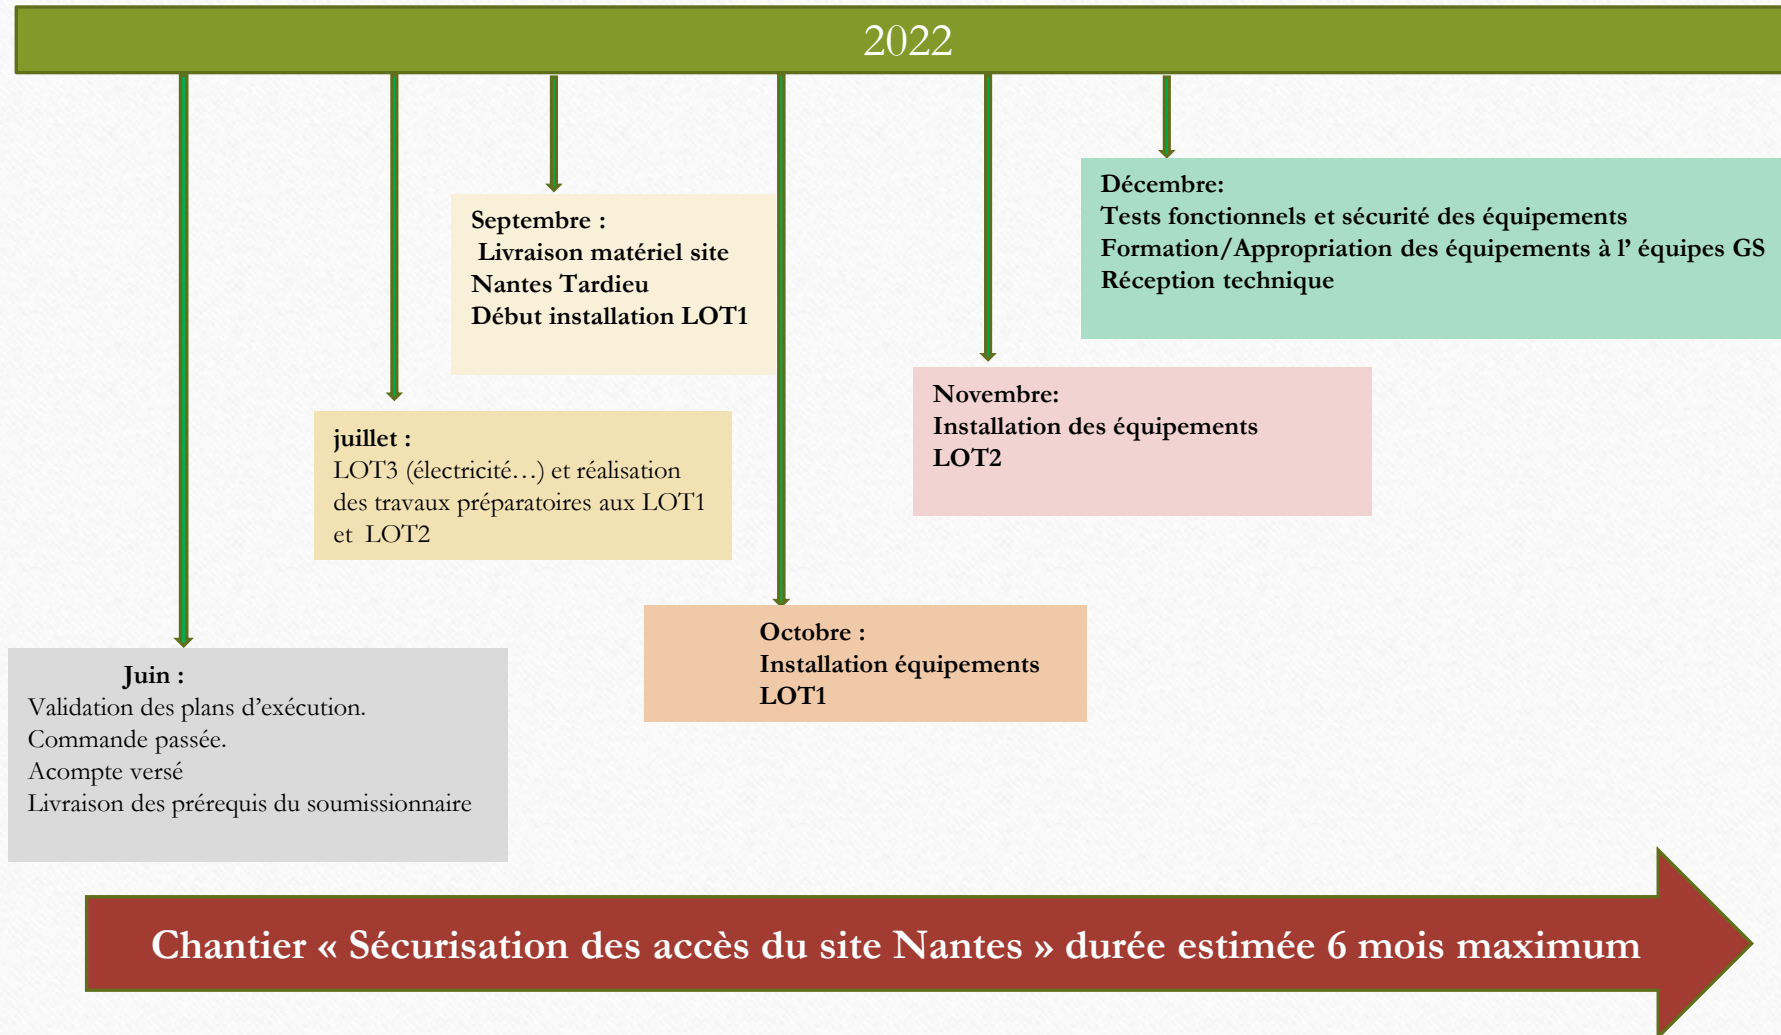 2022
Juin :
Validation des plans d’exécution.
Commande passée.
Acompte versé
Livraison des prérequis du soumissionnaire
juillet :
LOT3 (électricité…) et réalisation
des travaux préparatoires aux LOT1
et LOT2
Septembre :
Livraison matériel site
Nantes Tardieu
Début installation LOT1
Octobre :
Installation équipements
LOT1
Novembre:
Installation des équipements
LOT2
Décembre:
Tests fonctionnels et sécurité des équipements
Formation/Appropriation des équipements à l’ équipes GS
Réception technique
Chantier « Sécurisation des accès du site Nantes » durée estimée 6 mois maximum